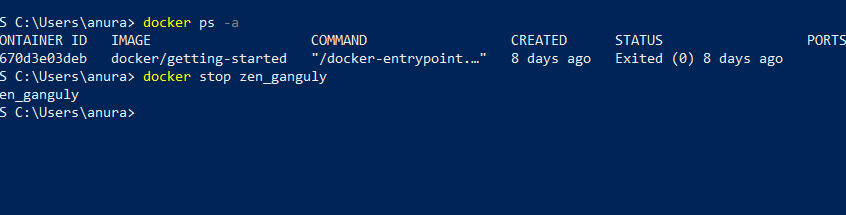 S C:\Users\anura> docker ps -a
ONTAINER ID IMAGE COMMAND CREATED STATUS PORTS
670d3e03deb docker/getting-started "/docker-entrypoint.…" 8 days ago Exited (0) 8 days ago
S C:\Users\anura> docker stop zen_ganguly
en_ganguly
S C:\Users\anura>